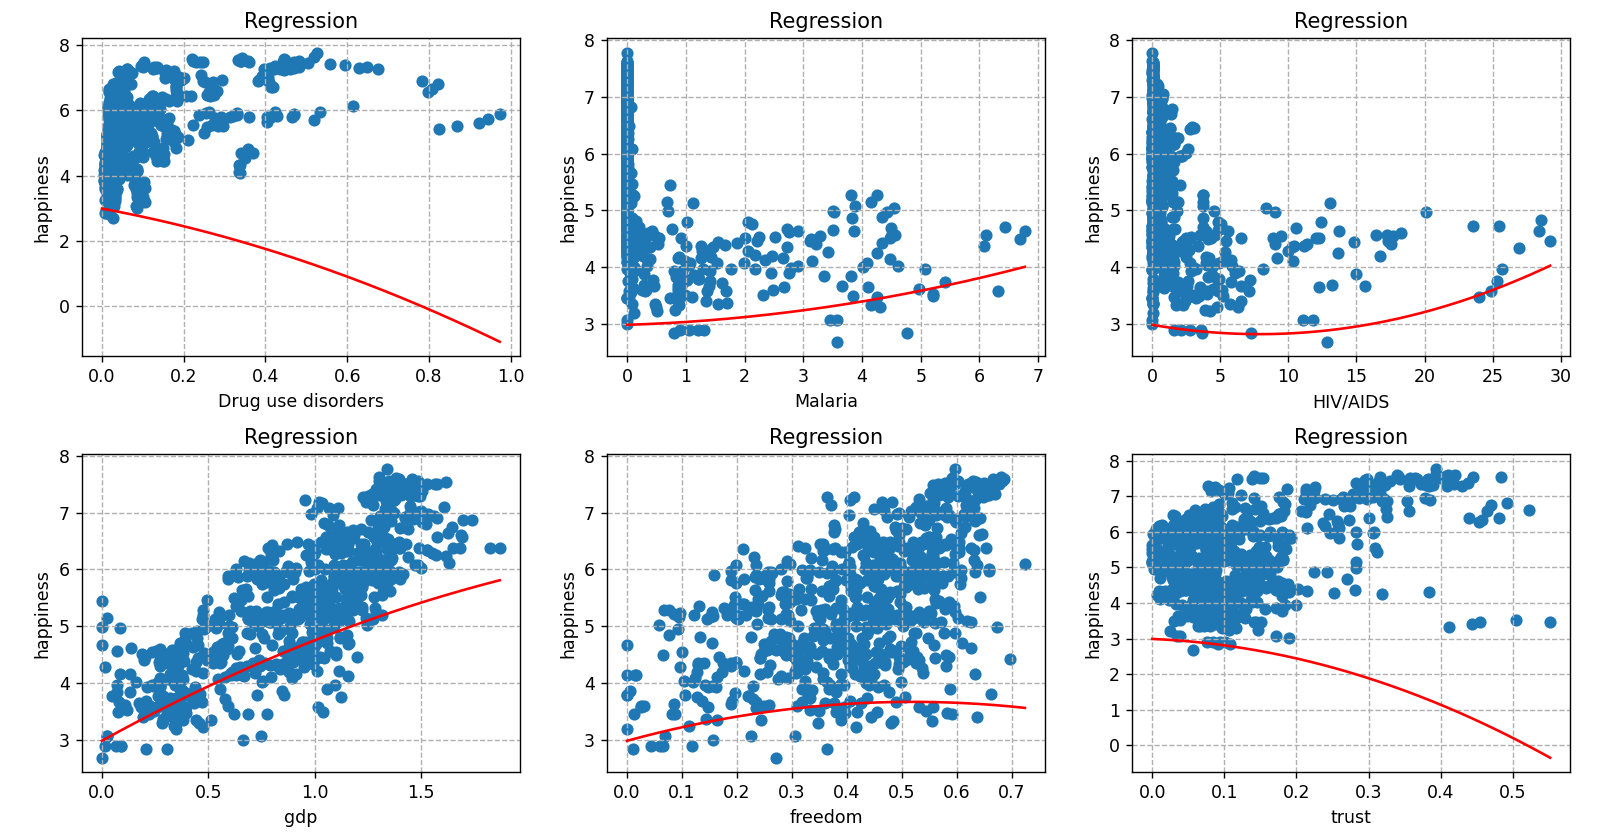 Regression
Regression
Regression
8
6
4
2
0
happiness
0.0 0.2 0.4 0.6 0.8 1.0
Drug use disorders
8
7
6
5
4
3
happiness
0 1 2 3 4 5 6 7
Malaria
8
7
6
5
4
3
happiness
0 5 10 15 20 25 30
HIV/AIDS
Regression
Regression
Regression
8
7
6
5
4
3
happiness
0.0 0.5 1.0 1.5
gdp
8
7
6
5
4
3
happiness
0.0 0.1 0.2 0.3 0.4 0.5 0.6 0.7
freedom
8
7
6
5
4
3
2
1
0
happiness
0.0 0.1 0.2 0.3 0.4 0.5
trust